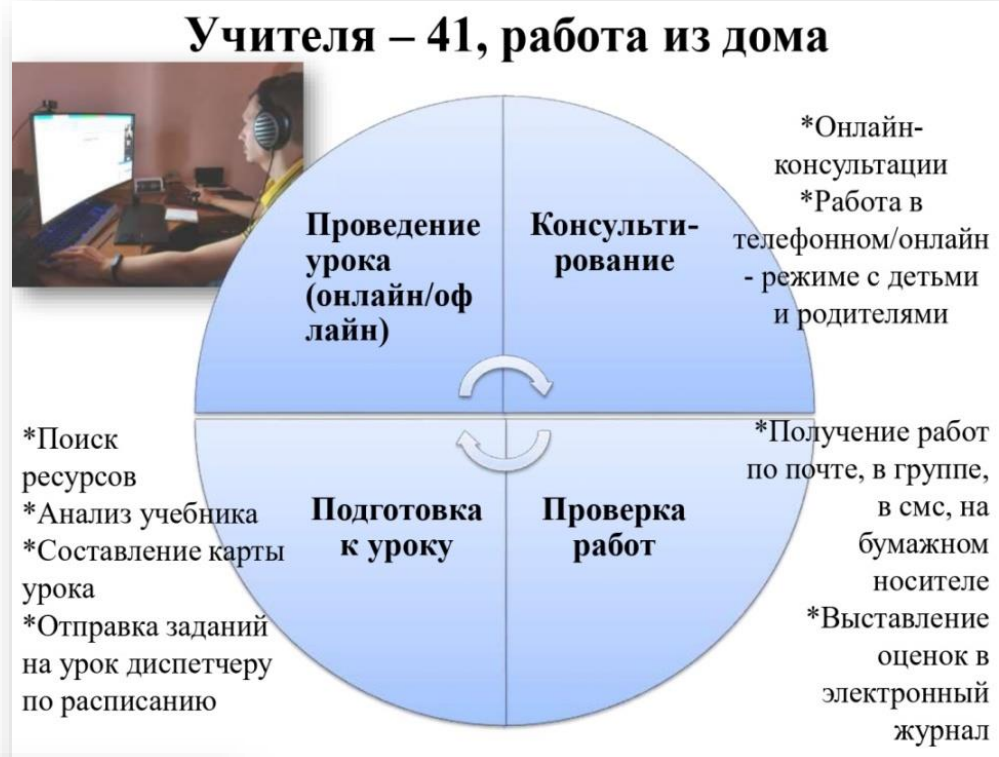 Учителя – 41, работа из дома
Проведение
урока
(онлайн/оф
лайн)
Консульти-
рование
*Онлайн-
консультации
*Работа в
телефонном/онлайн
- режиме с детьми
и родителями
*Поиск
ресурсов
*Анализ учебника
*Составление карты
урока
*Отправка заданий
на урок диспетчеру
по расписанию
Подготовка
к уроку
Проверка
работ
*Получение работ
по почте, в группе,
в смс, на
бумажном
носителе
*Выставление
оценок в
электронный
журнал